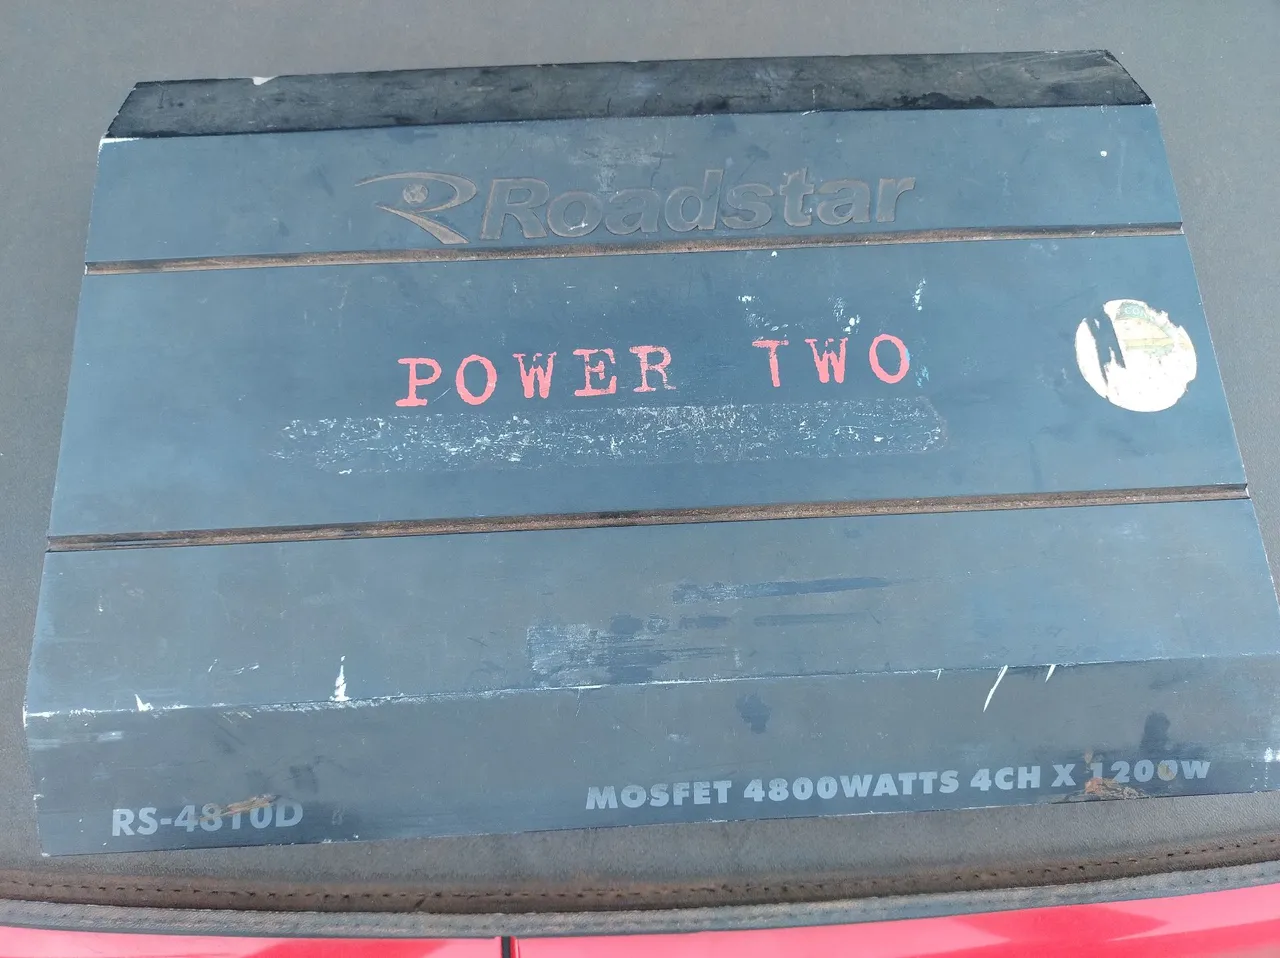 Roadstar
POWER TWO
RS-4810D
MOSFET 4800WATTS 4CH X 1200W